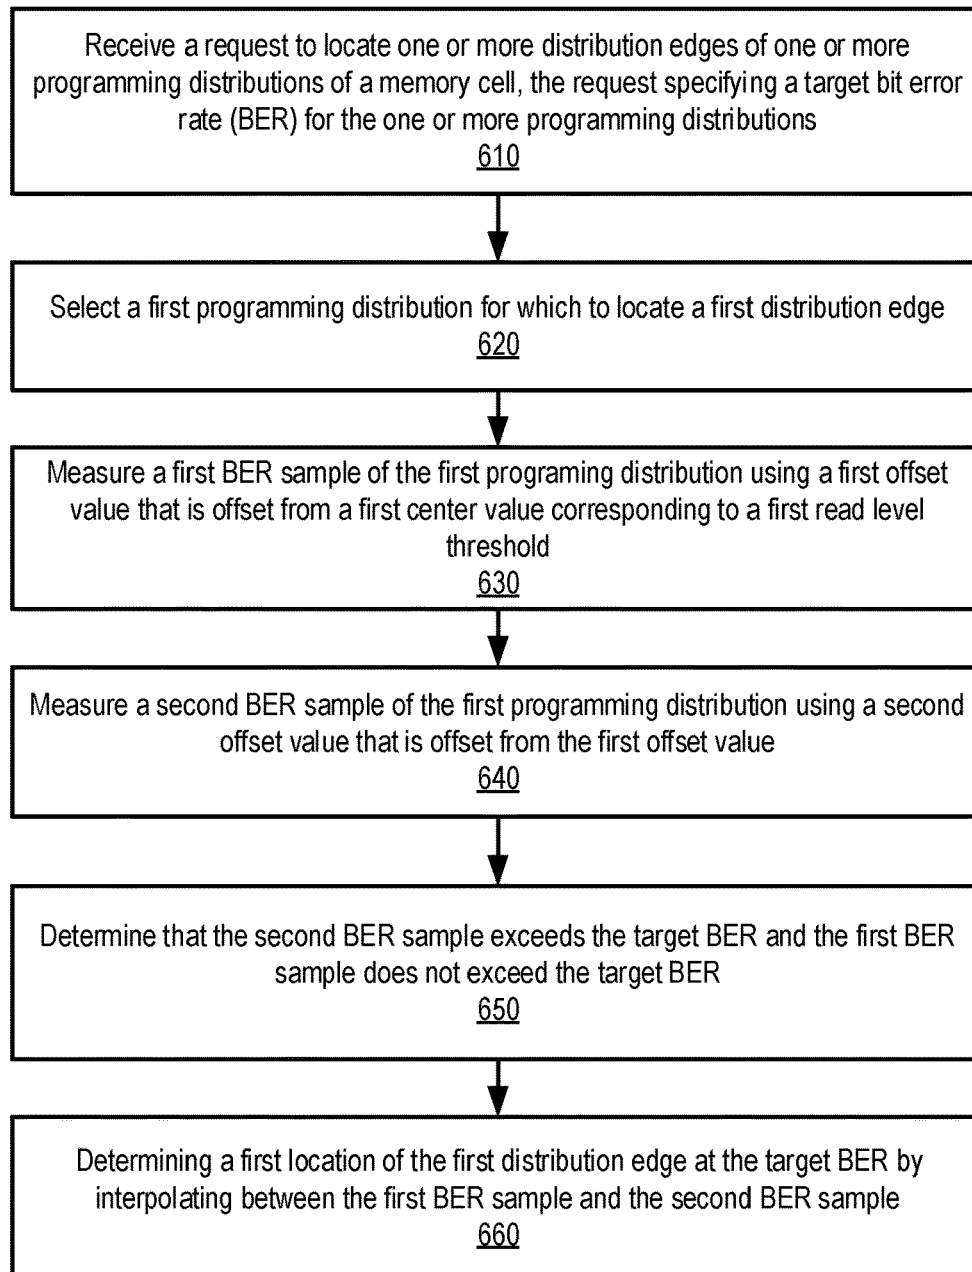 Receive a request to locate one or more distribution edges of one or more
programming distributions of a memory cell, the request specifying a target bit error
rate (BER) for the one or more programming distributions
610
Select a first programming distribution for which to locate a first distribution edge
620
Measure a first BER sample of the first programing distribution using a first offset
value that is offset from a first center value corresponding to a first read level
threshold
630
Measure a second BER sample of the first programming distribution using a second
offset value that is offset from the first offset value
640
Determine that the second BER sample exceeds the target BER and the first BER
sample does not exceed the target BER
650
Determining a first location of the first distribution edge at the target BER by
interpolating between the first BER sample and the second BER sample
660